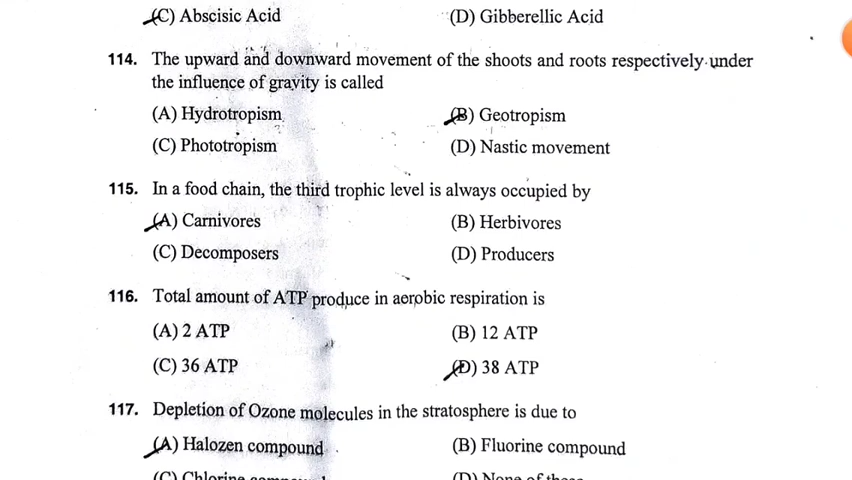 (C) Abscisic Acid (D) Gibberellic Acid
114. The upward and downward movement of the shoots and roots respectively under
the influence of gravity is called
(A) Hydrotropism (B) Geotropism
(C) Phototropism (D) Nastic movement
115. In a food chain, the third trophic level is always occupied by
(A) Carnivores (B) Herbivores
(C) Decomposers (D) Producers
116. Total amount of ATP produce in aerobic respiration is
(A) 2 ATP (B) 12 ATP
(C) 36 ATP (D) 38 ATP
117. Depletion of Ozone molecules in the stratosphere is due to
(A) Halozen compound (B) Fluorine compound
(C) Chlorine (D) None of these